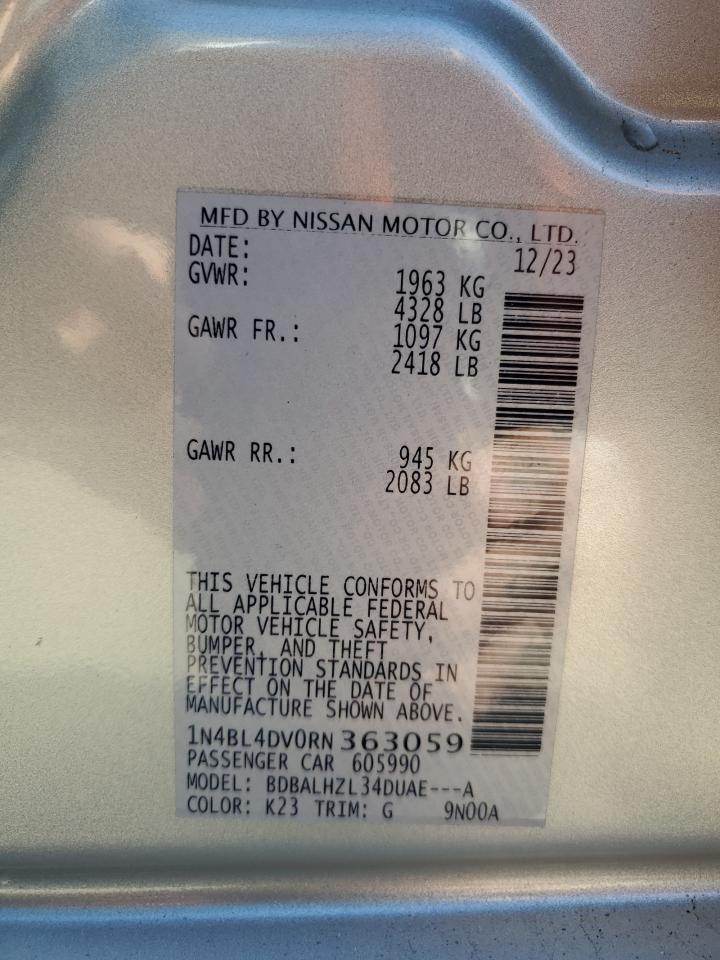 MFD BY NISSAN MOTOR CO., LTD.
DATE: 12/23
GVWR: 1963 KG
4328 LB
GAWR FR.: 1097 KG
2418 LB
GAWR RR.: 945 KG
2083 LB
THIS VEHICLE CONFORMS TO
ALL APPLICABLE FEDERAL
MOTOR VEHICLE SAFETY,
BUMPER, AND THEFT
PREVENTION STANDARDS IN
EFFECT ON THE DATE OF
MANUFACTURE SHOWN ABOVE.
1N4BL4DV0RN363059
PASSENGER CAR 605990
MODEL: BDBALHZL34DUAE---A
COLOR: K23 TRIM: G 9N00A